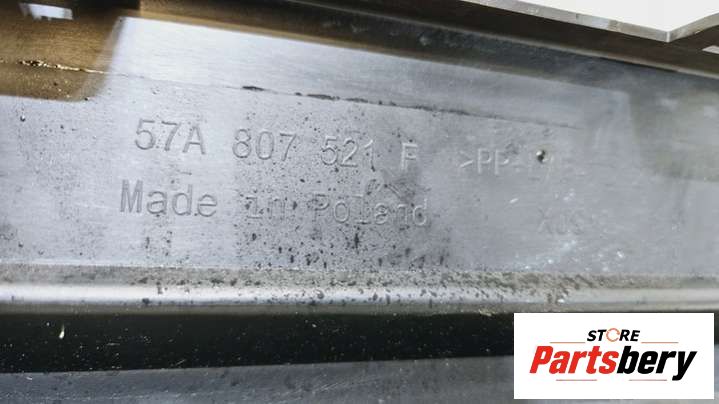 57A 807 521 F >PP
Made in Poland
STORE
Partsbery